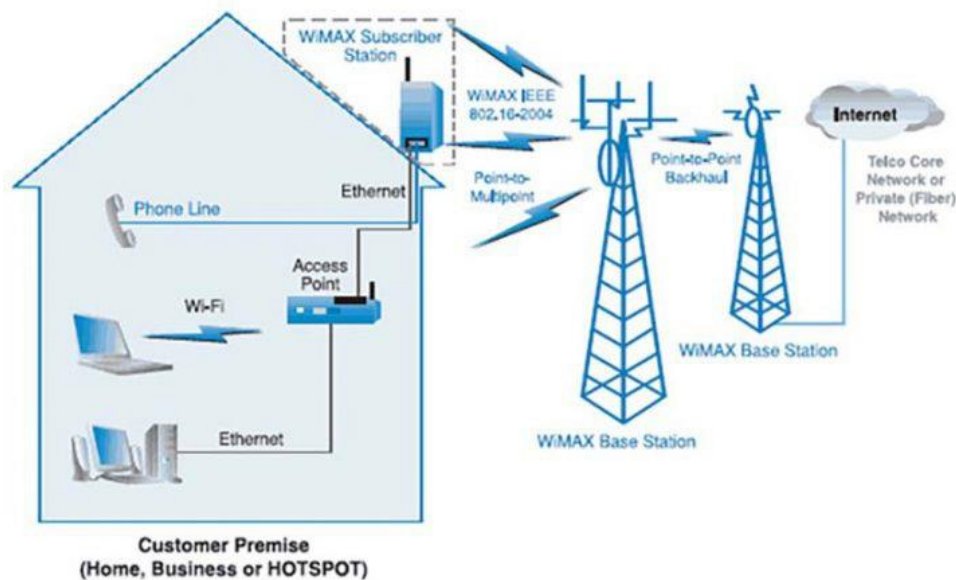 WiMAX Subscriber
Station
WiMAX IEEE
802.16-2004
Internet
Point-to-Point
Backhaul
Telco Core
Network or
Private (Fiber)
Network
Point-to-
Multipoint
Ethernet
Phone Line
Access
Point
Wi-Fi
WiMAX Base Station
Ethernet
WiMAX Base Station
Customer Premise
(Home, Business or HOTSPOT)